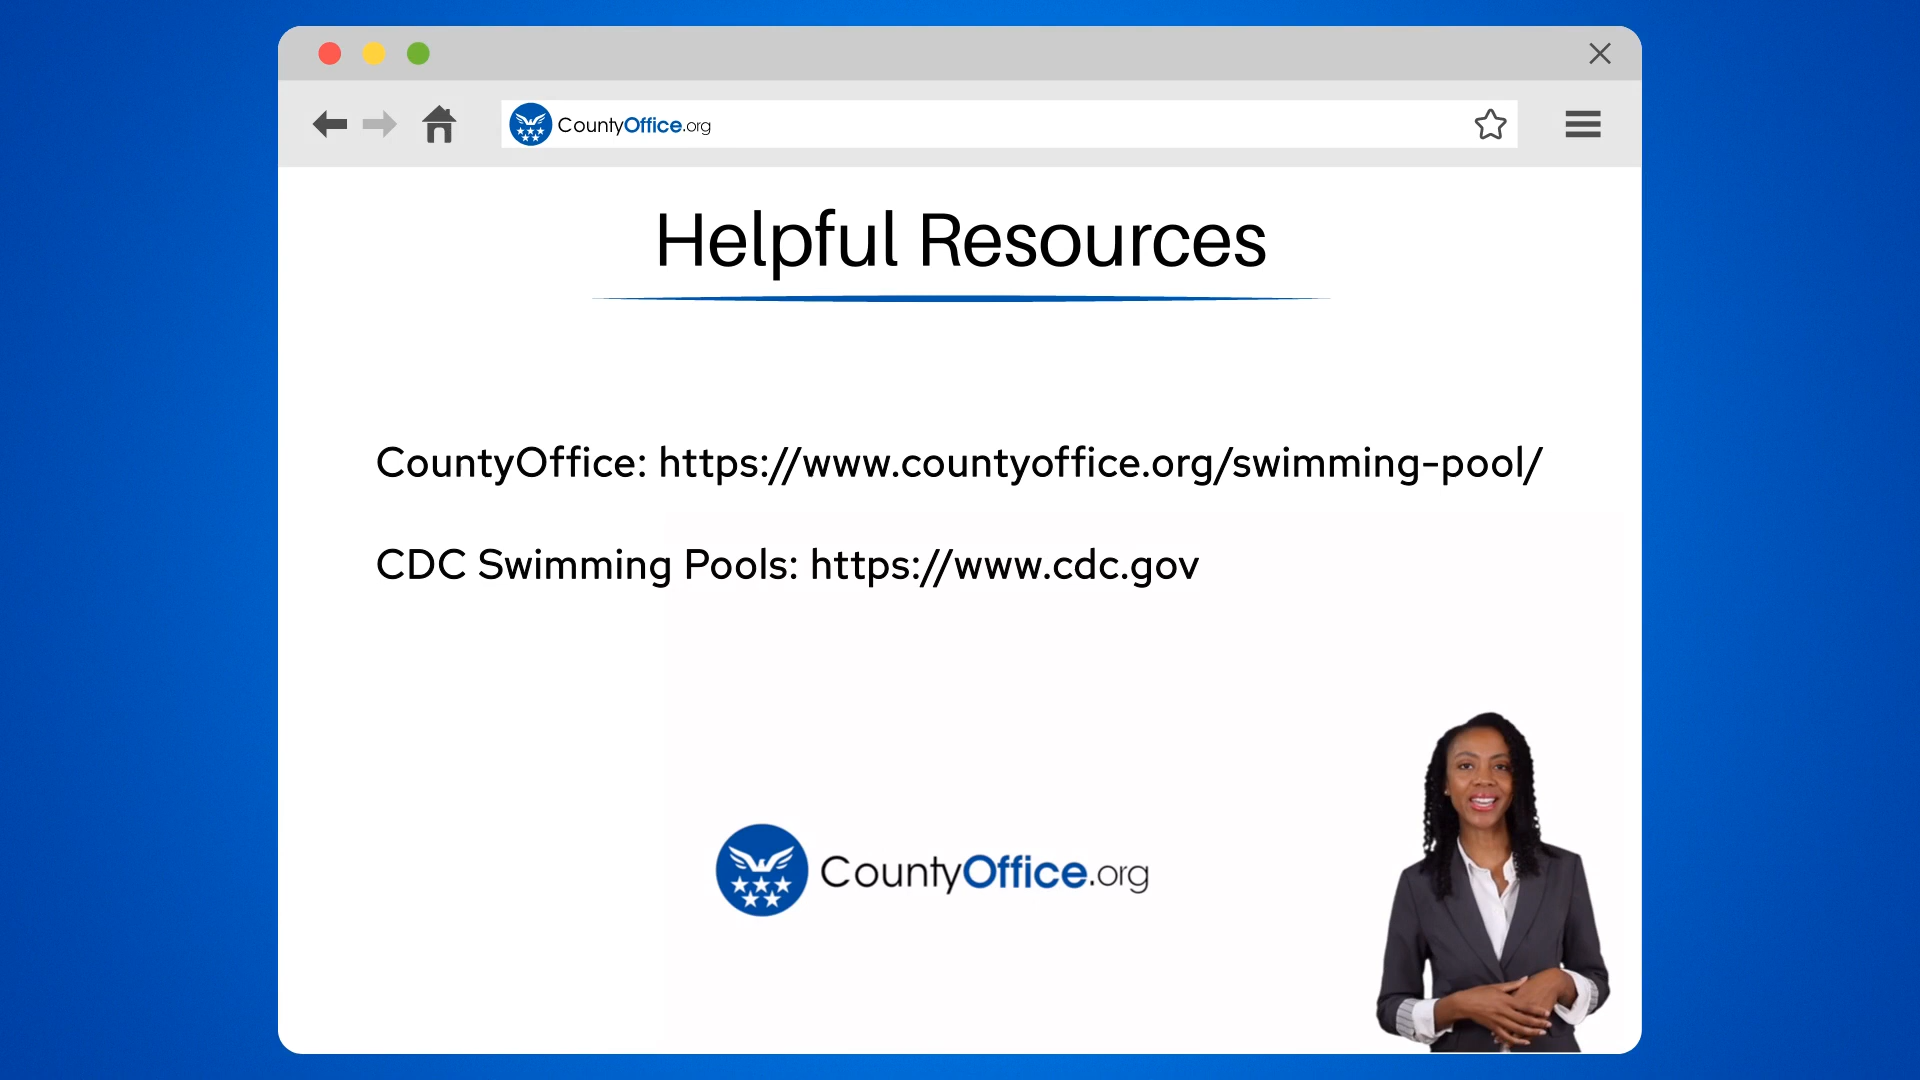 CountyOffice.org
Helpful Resources
CountyOffice: https://www.countyoffice.org/swimming-pool/
CDC Swimming Pools: https://www.cdc.gov
CountyOffice.org